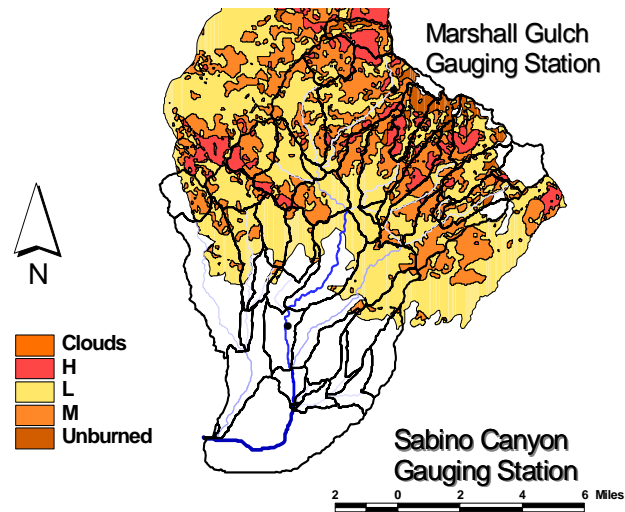 Marshall Gulch
Gauging Station
N
Clouds
H
L
M
Unburned
Sabino Canyon
Gauging Station
2 0 2 4 6 Miles